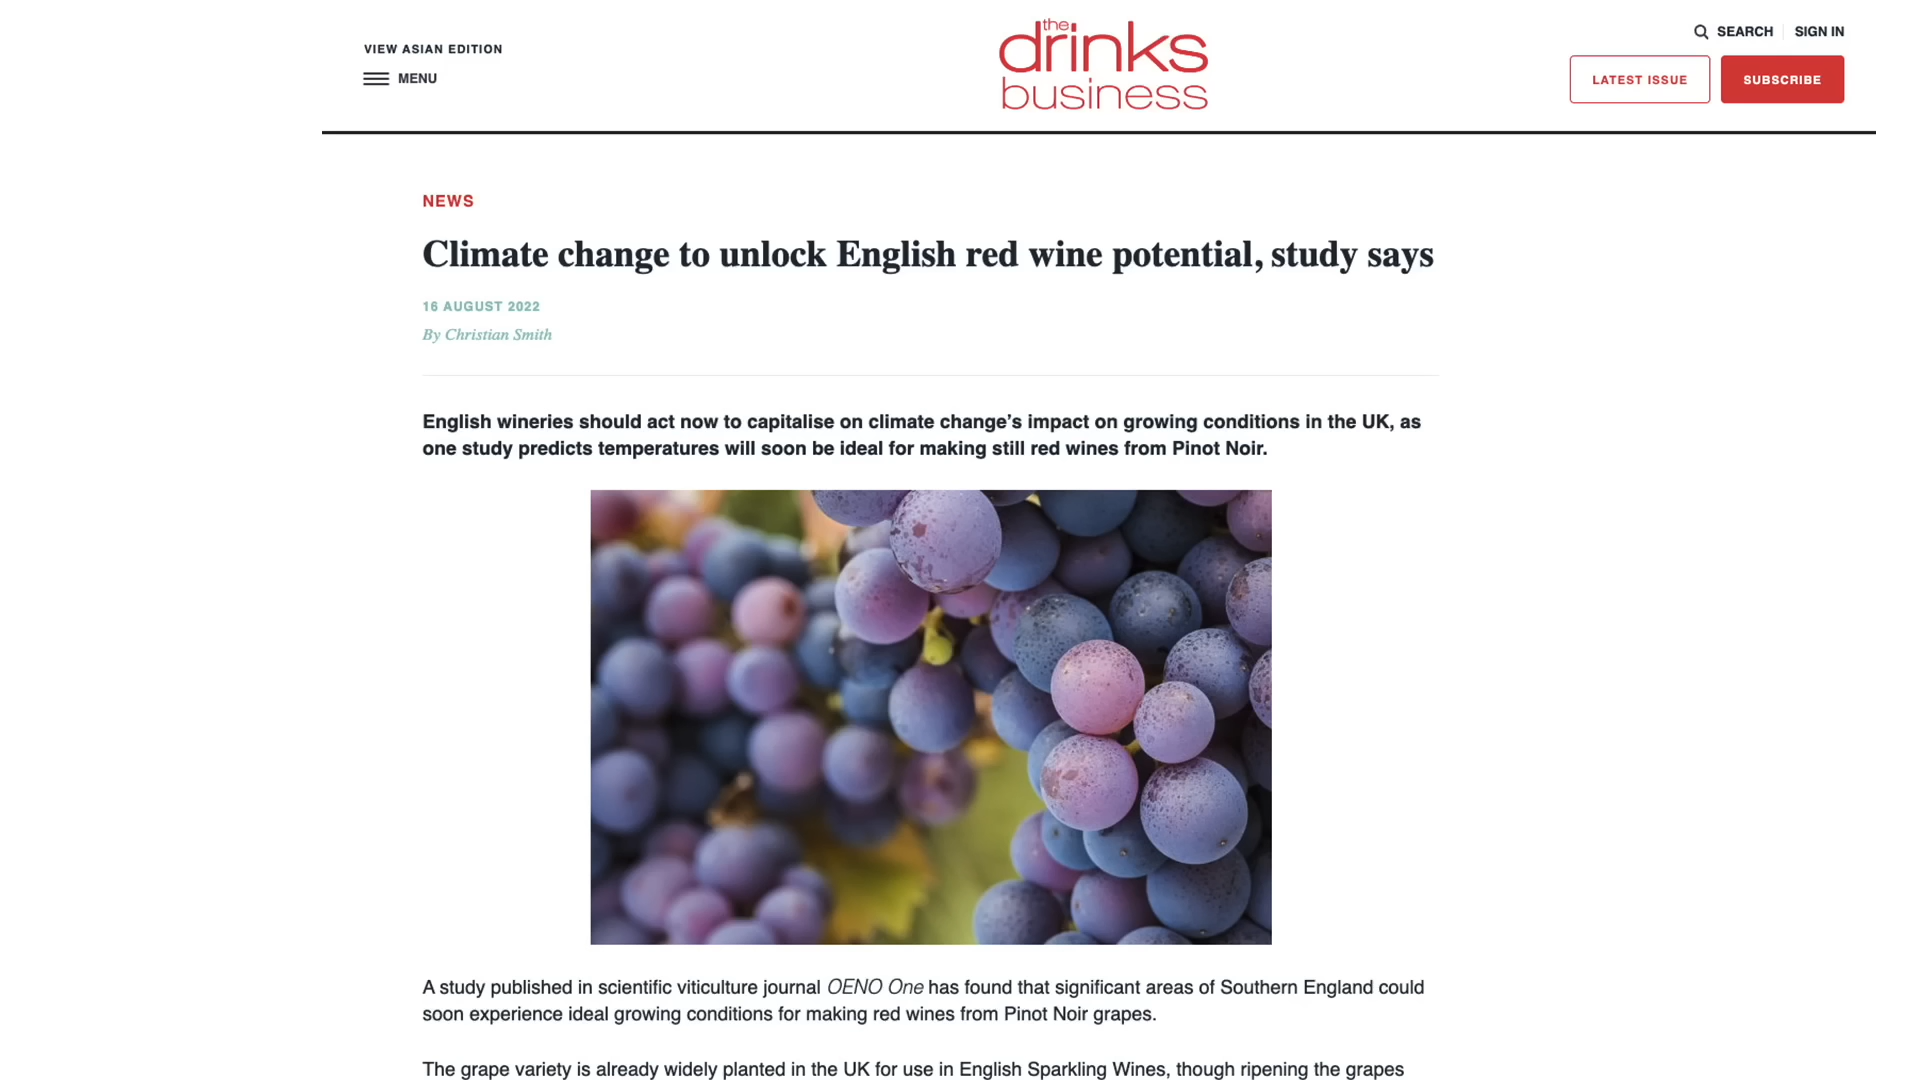 VIEW ASIAN EDITION
MENU
the
drinks
business
SEARCH
SIGN IN
LATEST ISSUE
SUBSCRIBE
NEWS
Climate change to unlock English red wine potential, study says
16 AUGUST 2022
By Christian Smith
English wineries should act now to capitalise on climate change’s impact on growing conditions in the UK, as
one study predicts temperatures will soon be ideal for making still red wines from Pinot Noir.
A study published in scientific viticulture journal OENO One has found that significant areas of Southern England could
soon experience ideal growing conditions for making red wines from Pinot Noir grapes.
The grape variety is already widely planted in the UK for use in English Sparkling Wines, though ripening the grapes